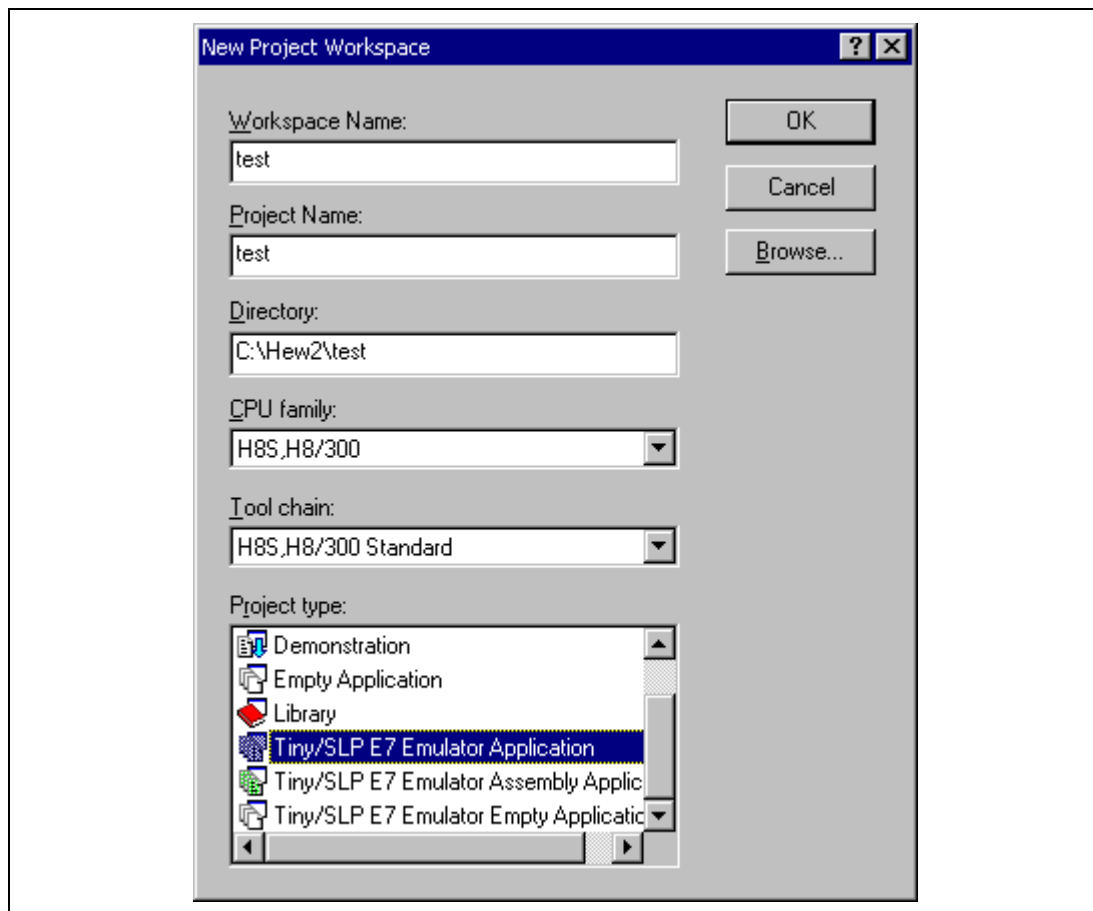 New Project Workspace
Workspace Name:
test
OK
Cancel
Project Name:
test
Browse...
Directory:
C:\Hew2\test
CPU family:
H8S,H8/300
Tool chain:
H8S,H8/300 Standard
Project type:
Demonstration
Empty Application
Library
Tiny/SLP E7 Emulator Application
Tiny/SLP E7 Emulator Assembly Applic
Tiny/SLP E7 Emulator Empty Applicatic